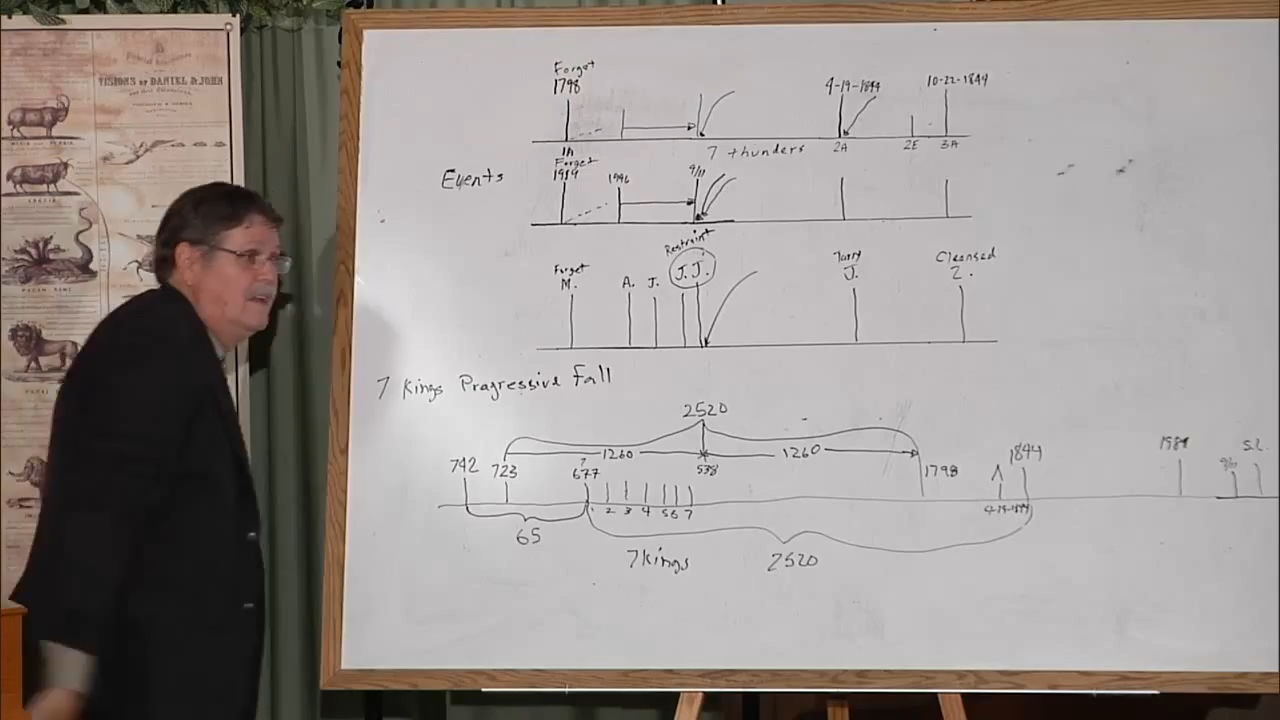 VISIONS OF DANIEL & JOHN
Forget
1798
4-19-1844
10-22-1844
7 thunders
2A
2E
3A
Events
Forget
1989
1996
9/11
Restraint
Forget
M.
A.
J.
J.J.
Tarry
J.
Cleansed
Z.
7 Kings Progressive Fall
2520
1260
1260
742
723
677
538
1798
1844
1989
2
3
4
5
6
7
4-19-1844
65
7 kings
2520